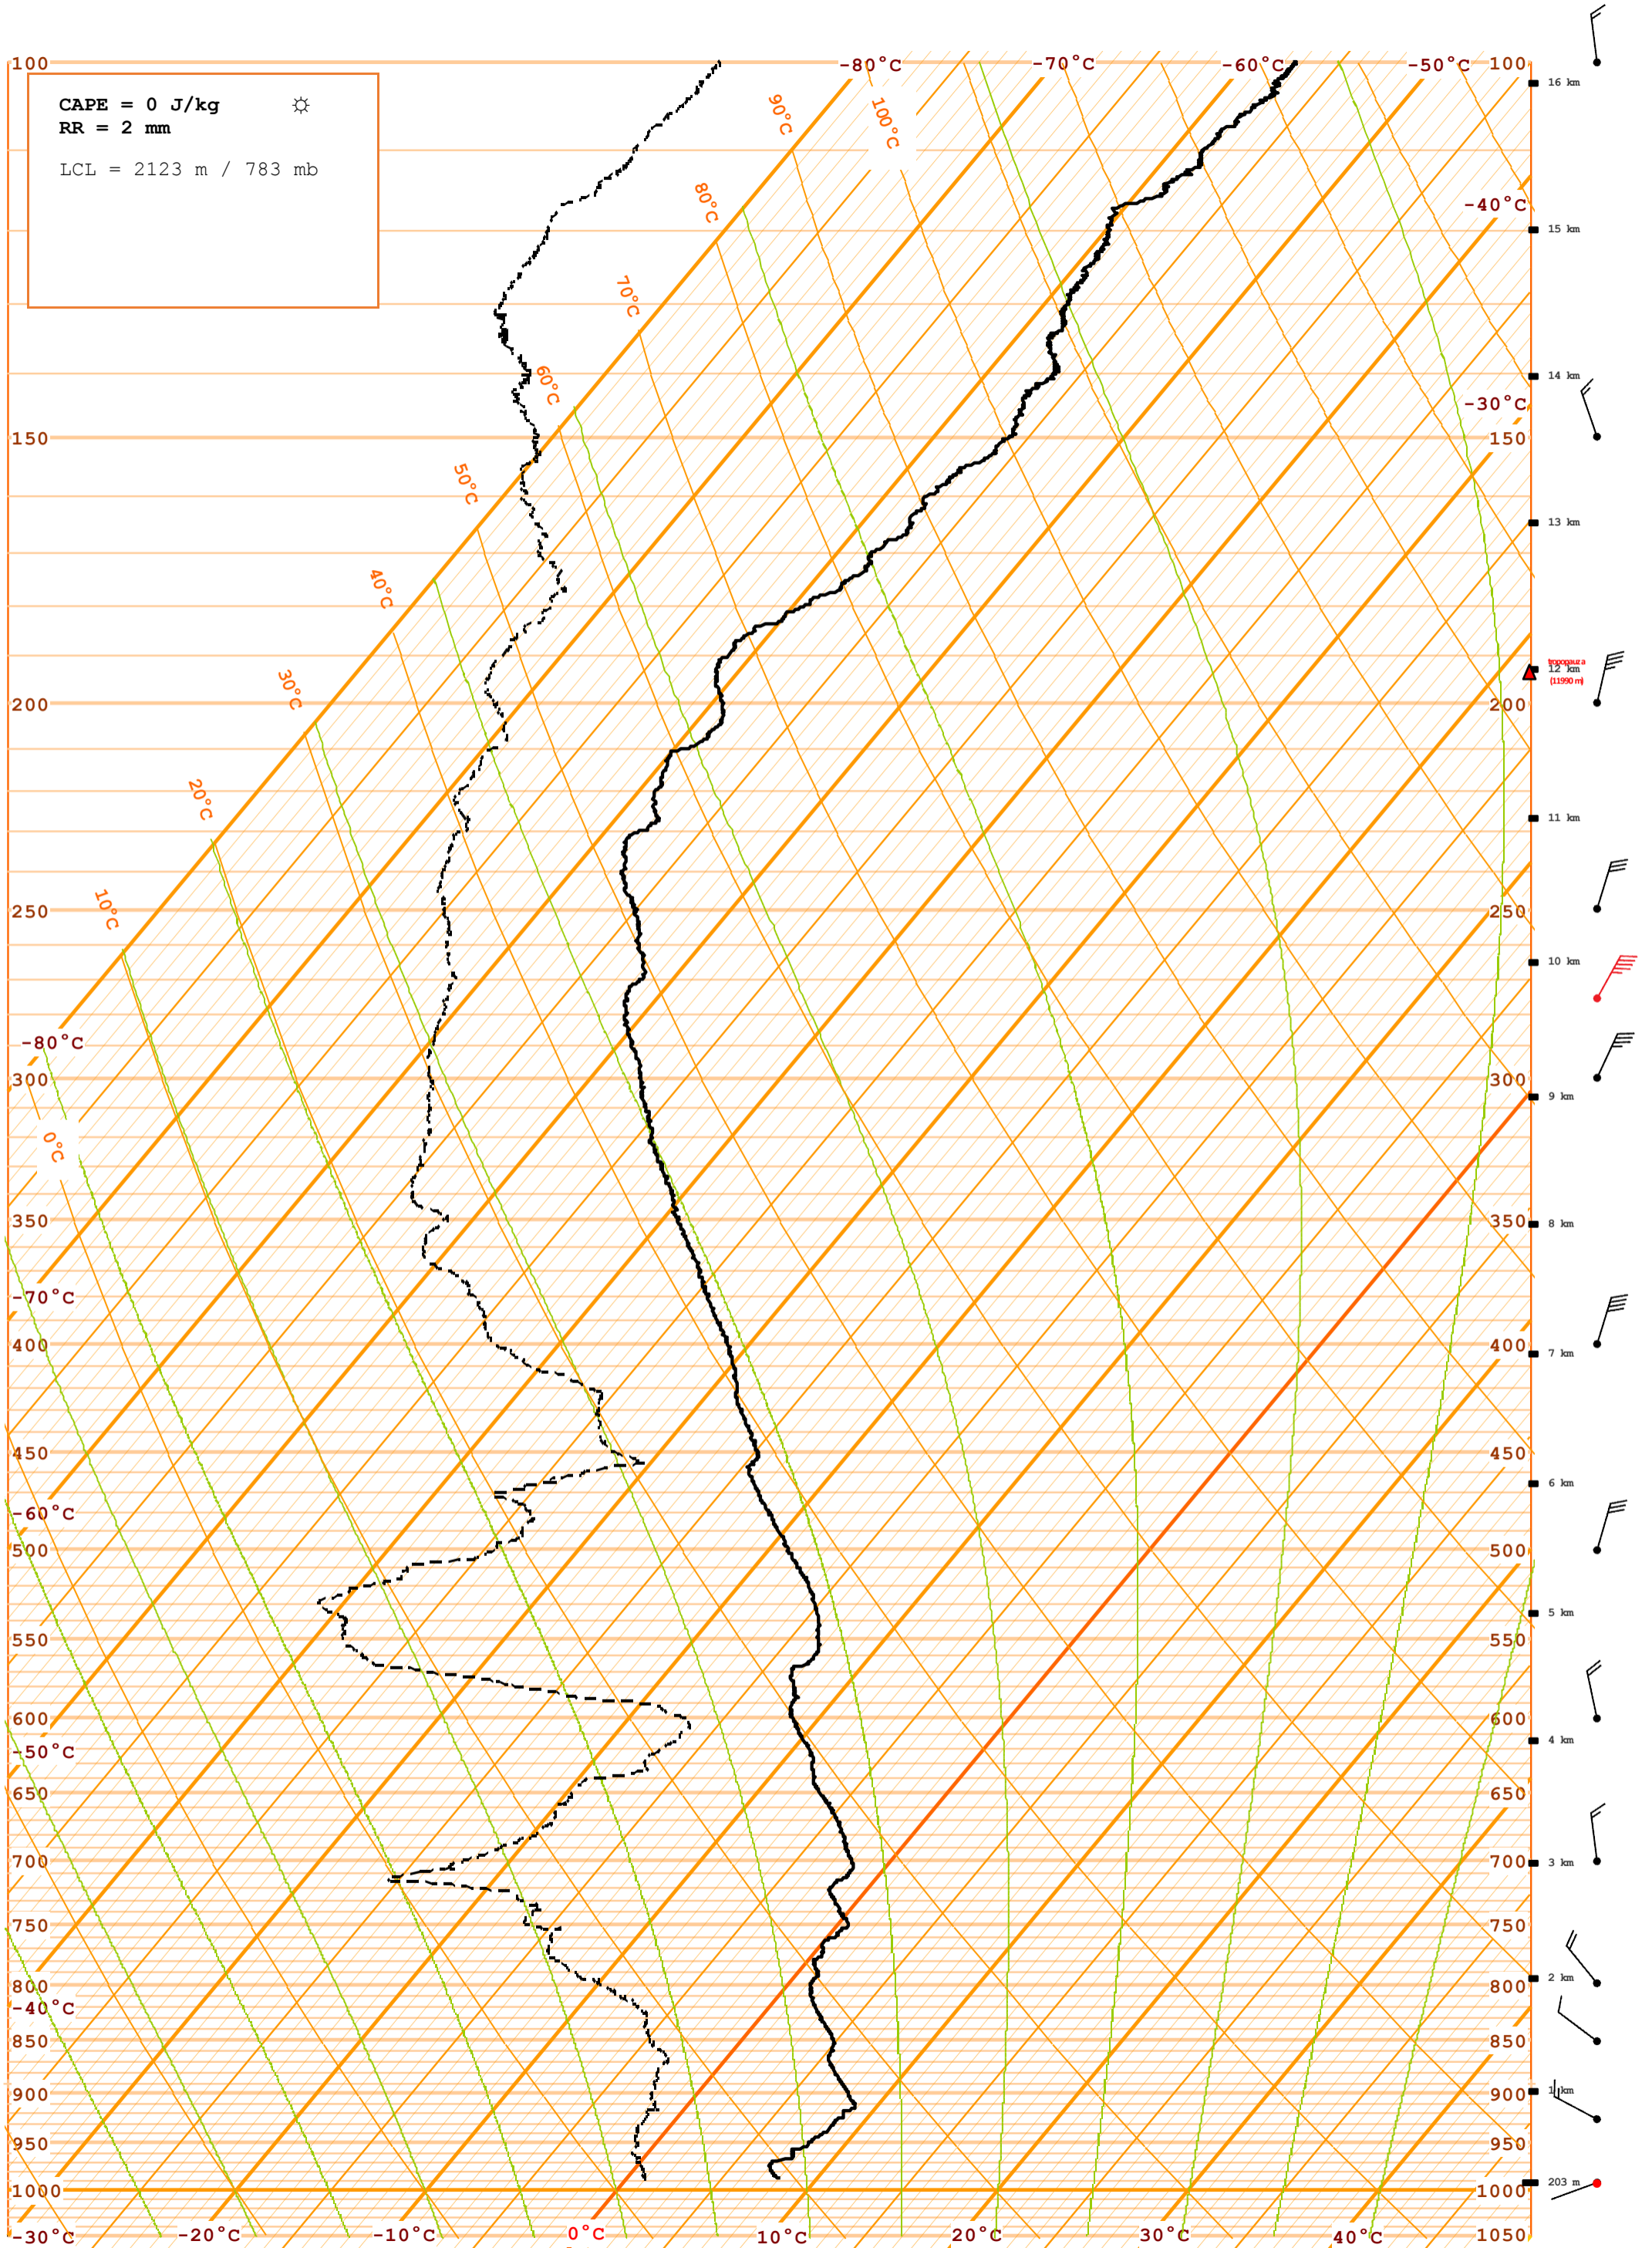 -80°C -70°C -60°C -50°C
100 100
16 km
CAPE = 0 J/kg ☼
RR = 2 mm
LCL = 2123 m / 783 mb
90°C 100°C
80°C
-40°C
15 km
70°C
60°C
14 km
-30°C
150 150
50°C
13 km
40°C
tropopauza
12 km
(11990 m)
30°C
200 200
20°C
11 km
10°C
250 250
10 km
-80°C
300 300
9 km
0°C
350 350
8 km
-70°C
400 400
7 km
450 450
6 km
-60°C
500 500
5 km
550 550
600 600
4 km
-50°C
650 650
700 700
3 km
750 750
2 km
800 800
-40°C
850 850
900 900
1 km
950 950
203 m
1000 1000
-30°C -20°C -10°C 0°C 10°C 20°C 30°C 40°C 1050